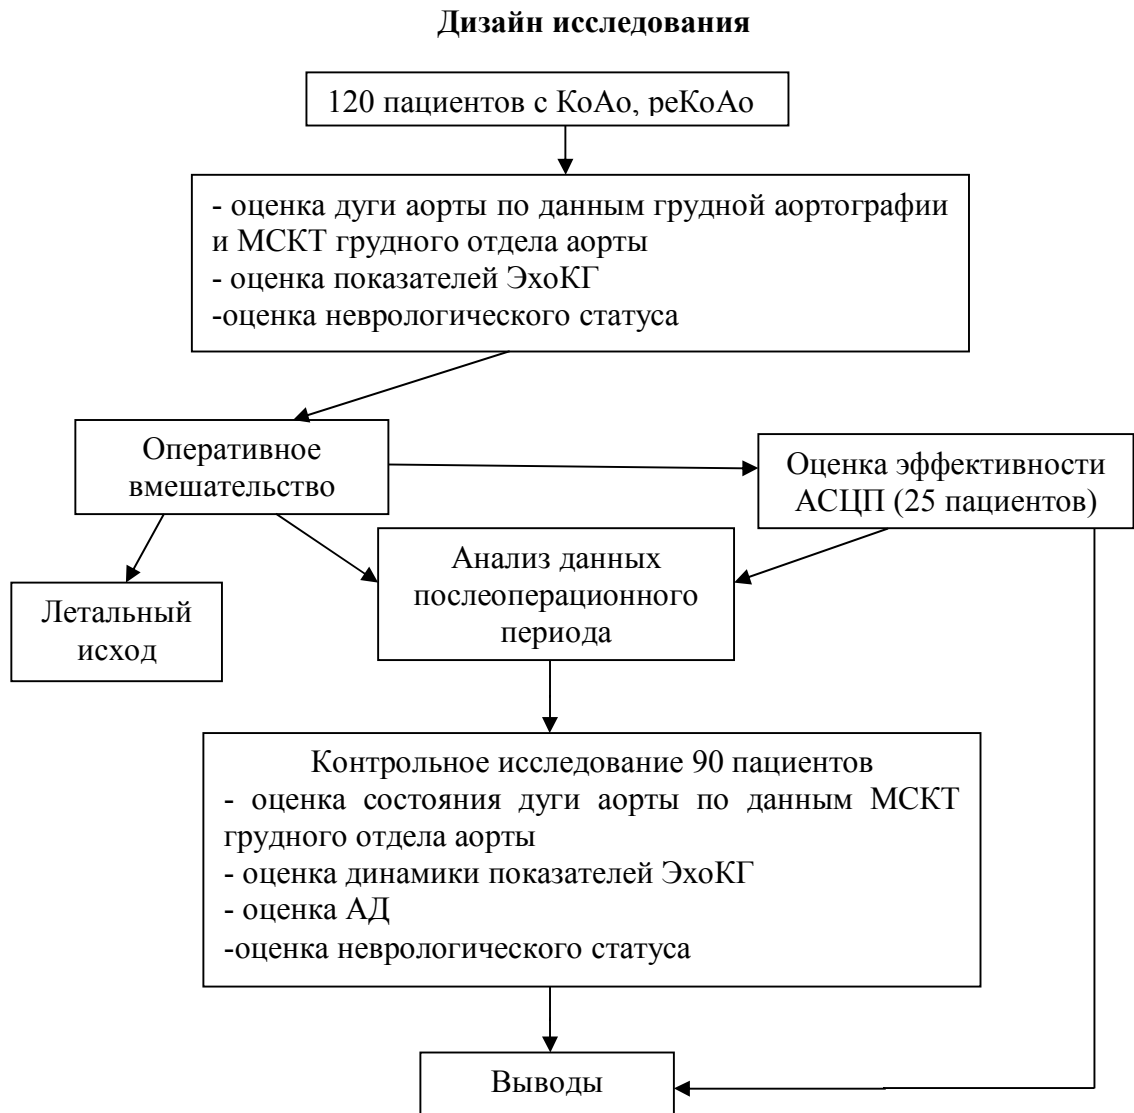 Дизайн исследования
120 пациентов с КоАо, реКоАо
- оценка дуги аорты по данным грудной аортографии
и МСКТ грудного отдела аорты
- оценка показателей ЭхоКГ
-оценка неврологического статуса
Оперативное
вмешательство
Оценка эффективности
АСЦП (25 пациентов)
Летальный
исход
Анализ данных
послеоперационного
периода
Контрольное исследование 90 пациентов
- оценка состояния дуги аорты по данным МСКТ
грудного отдела аорты
- оценка динамики показателей ЭхоКГ
- оценка АД
-оценка неврологического статуса
Выводы